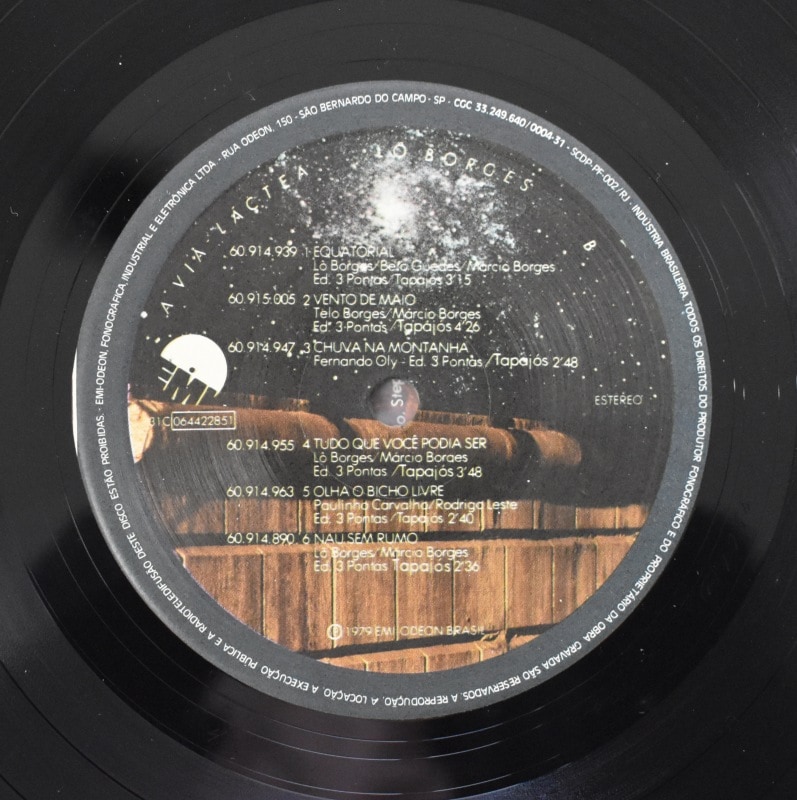 EMI-ODEON, FONOGRÁFICA, INDUSTRIAL E ELETRÔNICA LTDA · RUA ODEON, 150 · SÃO BERNARDO DO CAMPO · SP · CGC 33.249.640/0004-31 · SCDP-PF-002/RJ · INDÚSTRIA BRASILEIRA. TODOS OS DIREITOS DO PRODUTOR FONOGRÁFICO E DO PROPRIETÁRIO DA OBRA GRAVADA SÃO RESERVADOS. A REPRODUÇÃO, A LOCAÇÃO, A EXECUÇÃO PÚBLICA E A RADIOTELEDIFUSÃO DESTE DISCO ESTÃO PROIBIDAS.
A VIA LACTEA LÔ BORGES
B
60.914.939 1 EQUATORIAL
Lô Borges/Beto Guedes/Márcio Borges
Ed. 3 Pontas/Tapajós 3'15
60.915.005 2 VENTO DE MAIO
Telo Borges/Márcio Borges
Ed. 3 Pontas/Tapajós 4'26
60.914.947 3 CHUVA NA MONTANHA
Fernando Oly - Ed. 3 Pontas/Tapajós 2'48
ESTÉREO
31C 064422851
60.914.955 4 TUDO QUE VOCÊ PODIA SER
Lô Borges/Márcio Borges
Ed. 3 Pontas/Tapajós 3'48
60.914.963 5 OLHA O BICHO LIVRE
Paulinho Carvalho/Rodrigo Leste
Ed. 3 Pontas/Tapajós 2'40
60.914.890 6 NAU SEM RUMO
Lô Borges/Márcio Borges
Ed. 3 Pontas Tapajós 2'36
℗ 1979 EMI-ODEON BRASIL